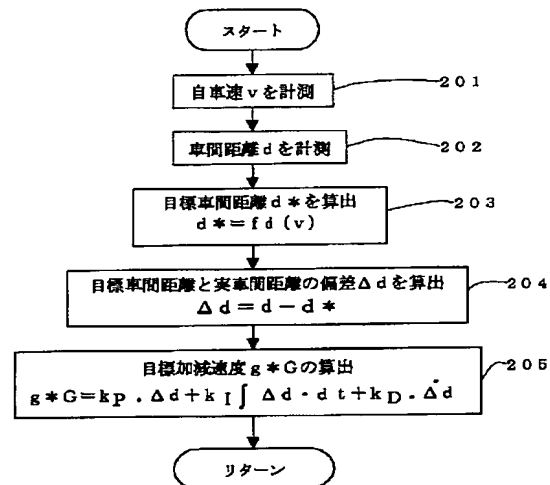 スタート
自車速vを計測
201
車間距離dを計測
202
目標車間距離d*を算出
d*=fd(v)
203
目標車間距離と実車間距離の偏差Δdを算出
Δd=d-d*
204
目標加減速度g*Gの算出
g*G=kP.Δd+kI∫Δd・dt+kD.Δ̇d
205
リターン